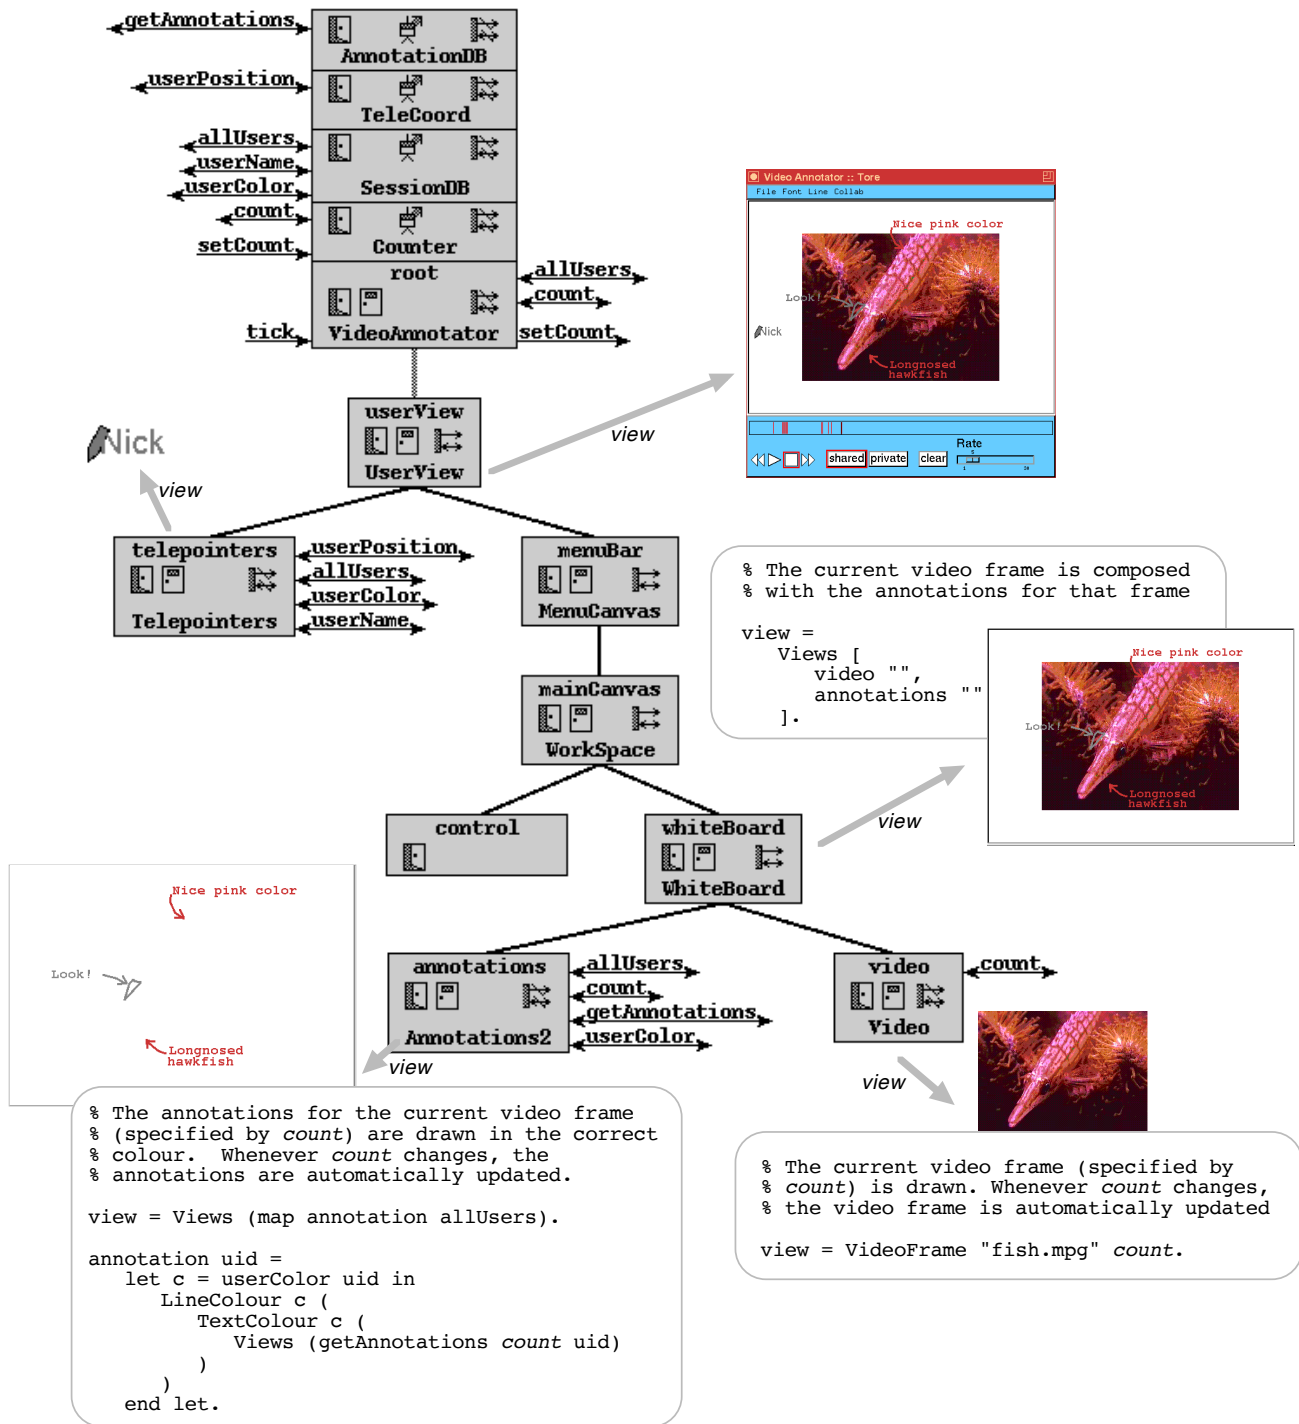 getAnnotations
AnnotationDB
userPosition
TeleCoord
allUsers
userName
userColor
SessionDB
count
setCount
Counter
root
allUsers
count
tick
VideoAnnotator
setCount
userView
UserView
view
Nick
view
Video Annotator :: Tore
File Font Line Collab
Nice pink color
Look!
Nick
Longnosed
hawkfish
Rate
5
shared private clear
1
telepointers
Telepointers
userPosition
allUsers
userColor
userName
menuBar
MenuCanvas
% The current video frame is composed
% with the annotations for that frame
view =
Views [
video "",
annotations ""
].
Nice pink color
Look!
Longnosed
hawkfish
mainCanvas
WorkSpace
control
whiteBoard
WhiteBoard
view
Nice pink color
Look!
Longnosed
hawkfish
annotations
Annotations2
allUsers
count
getAnnotations
userColor
view
video
Video
count
view
% The annotations for the current video frame
% (specified by count) are drawn in the correct
% colour.  Whenever count changes, the
% annotations are automatically updated.
view = Views (map annotation allUsers).
annotation uid =
let c = userColor uid in
LineColour c (
TextColour c (
Views (getAnnotations count uid)
)
)
end let.
% The current video frame (specified by
% count) is drawn. Whenever count changes,
% the video frame is automatically updated
view = VideoFrame "fish.mpg" count.